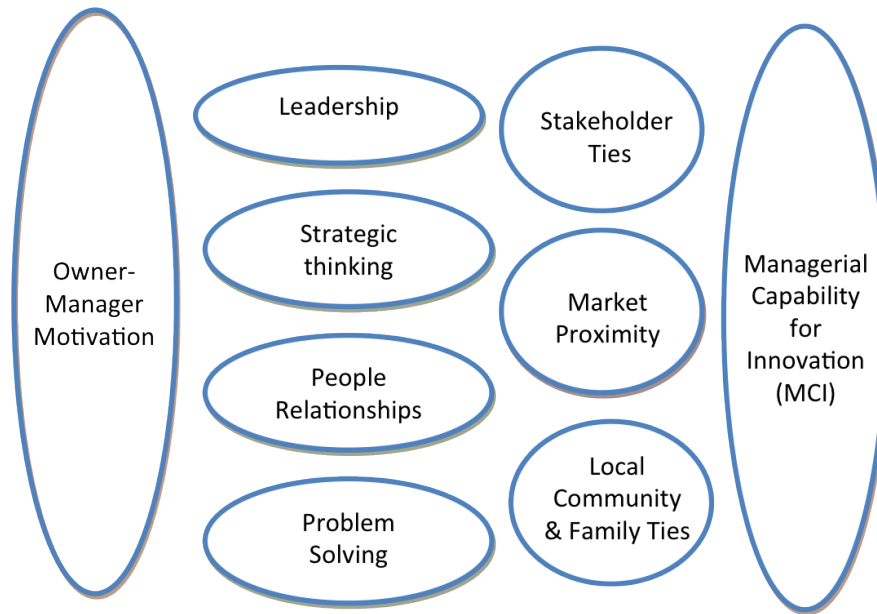 Owner-
Manager
Motivation
Leadership
Strategic
thinking
People
Relationships
Problem
Solving
Stakeholder
Ties
Market
Proximity
Local
Community
& Family Ties
Managerial
Capability
for
Innovation
(MCI)